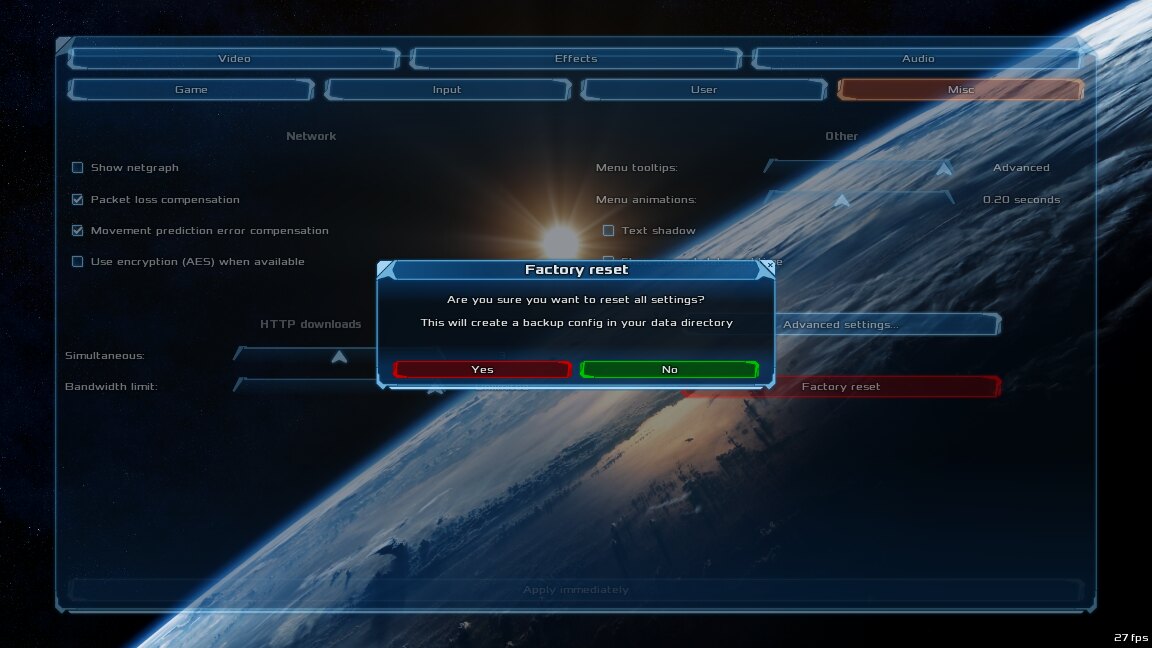 Video Effects Audio
Game Input User Misc
Network Other
Show netgraph Menu tooltips: Advanced
Packet loss compensation Menu animations: 0.20 seconds
Movement prediction error compensation Text shadow
Use encryption (AES) when available
Factory reset
Are you sure you want to reset all settings?
This will create a backup config in your data directory
Yes No
HTTP downloads Advanced settings...
Simultaneous:
Bandwidth limit: Factory reset
Apply immediately
27 fps